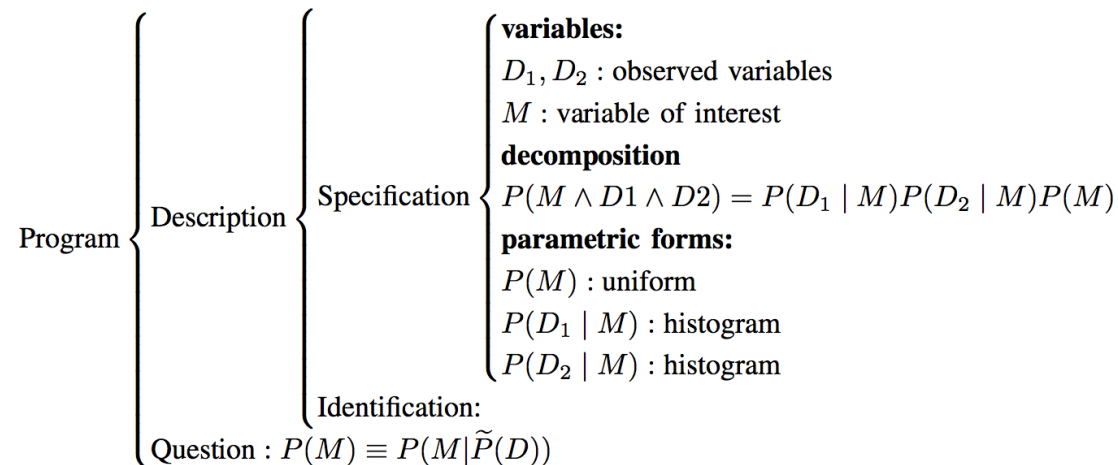 variables:
D₁, D₂ : observed variables
M : variable of interest
decomposition
Specification
P(M ∧ D1 ∧ D2) = P(D₁ | M)P(D₂ | M)P(M)
Description
Program
parametric forms:
P(M) : uniform
P(D₁ | M) : histogram
P(D₂ | M) : histogram
Identification:
Question : P(M) ≡ P(M|P̃(D))